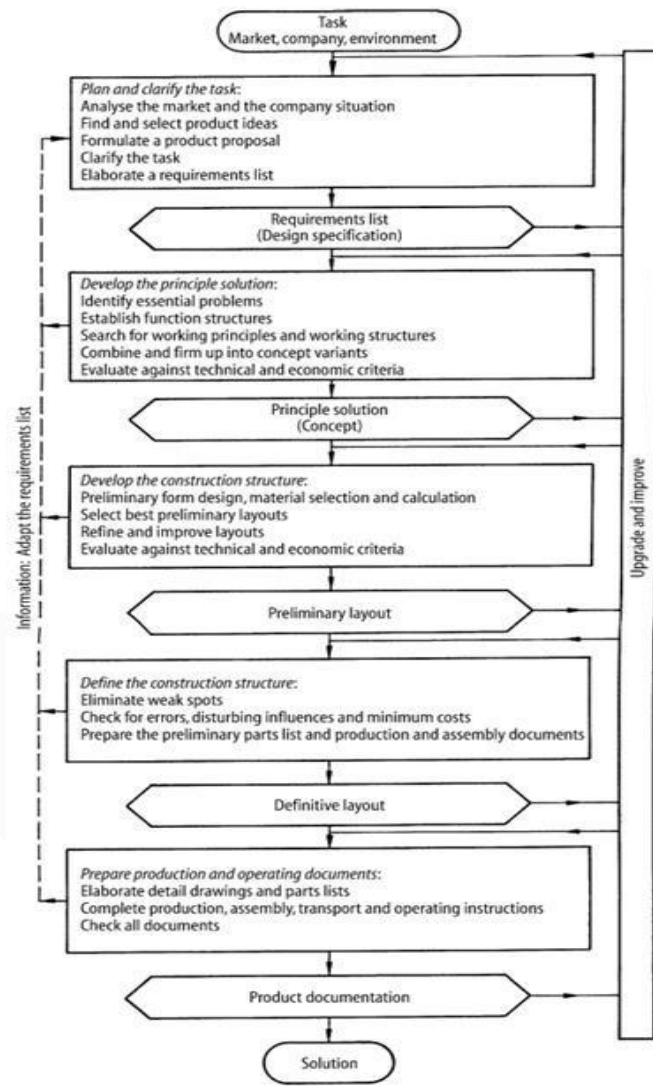 Task
Market, company, environment
Plan and clarify the task:
Analyse the market and the company situation
Find and select product ideas
Formulate a product proposal
Clarify the task
Elaborate a requirements list
Requirements list
(Design specification)
Develop the principle solution:
Identify essential problems
Establish function structures
Search for working principles and working structures
Combine and firm up into concept variants
Evaluate against technical and economic criteria
Principle solution
(Concept)
Develop the construction structure:
Preliminary form design, material selection and calculation
Select best preliminary layouts
Refine and improve layouts
Evaluate against technical and economic criteria
Preliminary layout
Define the construction structure:
Eliminate weak spots
Check for errors, disturbing influences and minimum costs
Prepare the preliminary parts list and production and assembly documents
Definitive layout
Prepare production and operating documents:
Elaborate detail drawings and parts lists
Complete production, assembly, transport and operating instructions
Check all documents
Product documentation
Solution
Information: Adapt the requirements list
Upgrade and improve